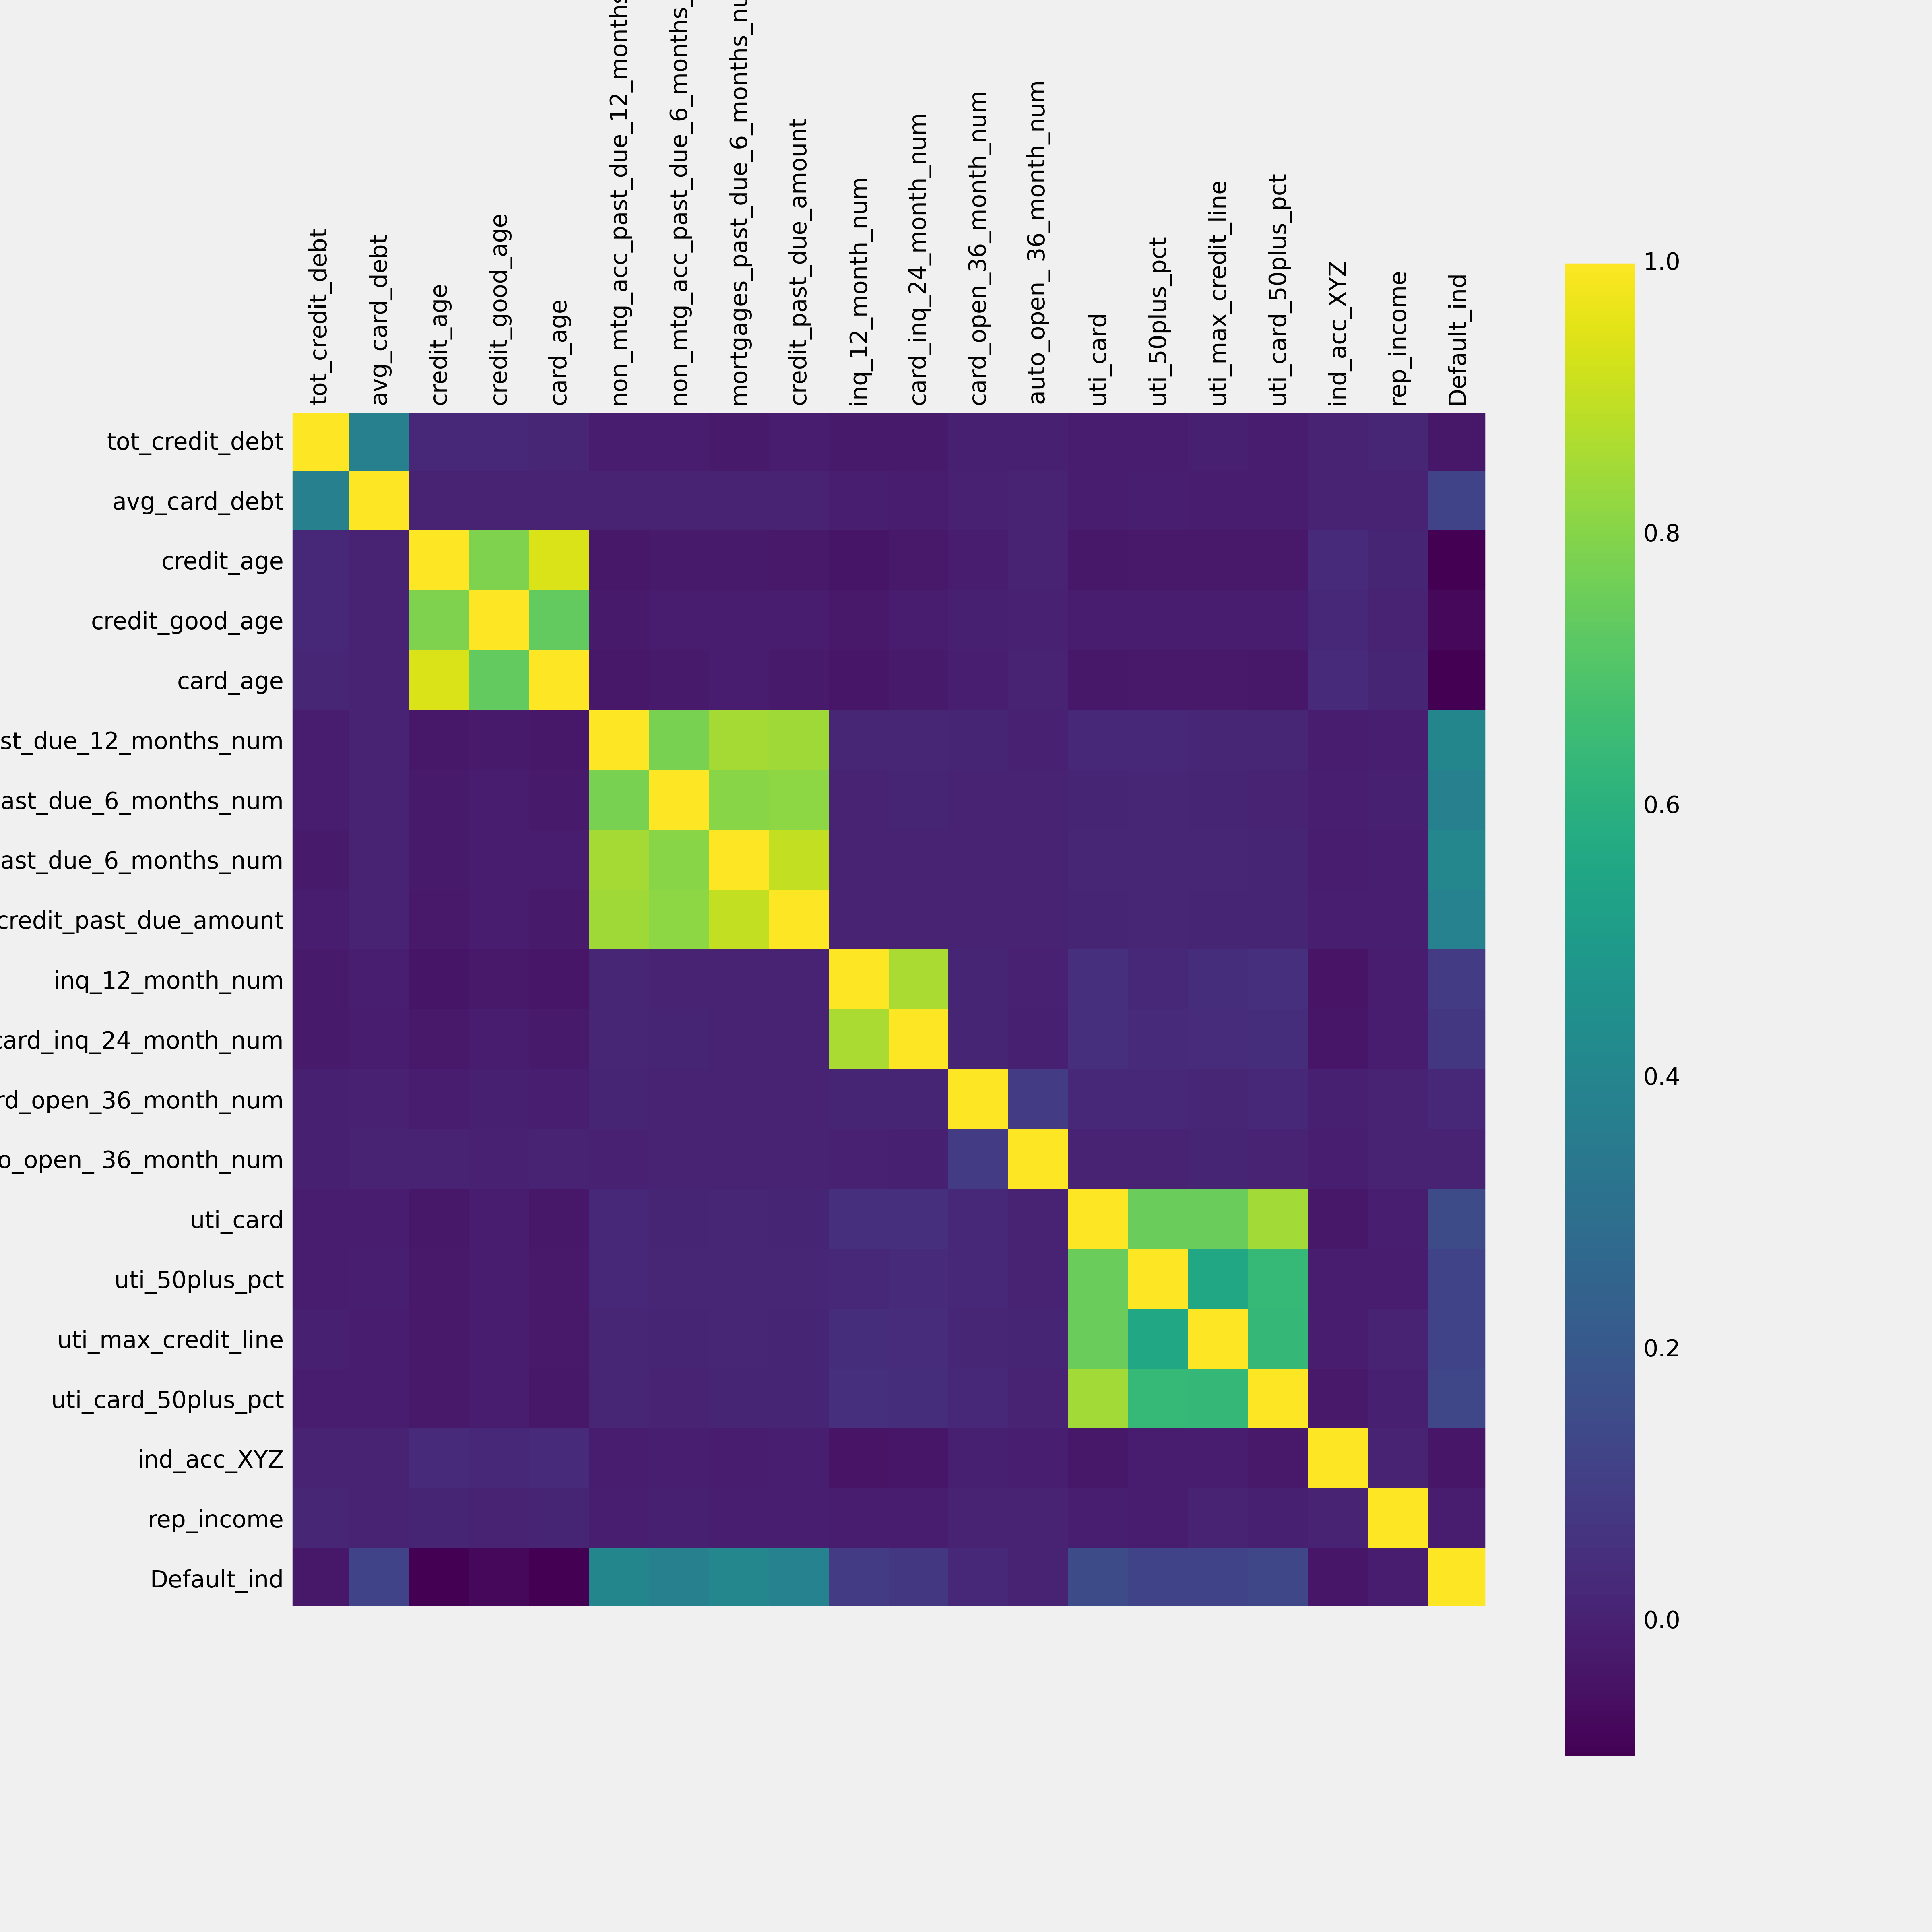 tot_credit_debt
avg_card_debt
credit_age
credit_good_age
card_age
non_mtg_acc_past_due_12_months
non_mtg_acc_past_due_6_months_
mortgages_past_due_6_months_nu
credit_past_due_amount
inq_12_month_num
card_inq_24_month_num
card_open_36_month_num
auto_open_ 36_month_num
uti_card
uti_50plus_pct
uti_max_credit_line
uti_card_50plus_pct
ind_acc_XYZ
rep_income
Default_ind
tot_credit_debt
avg_card_debt
credit_age
credit_good_age
card_age
st_due_12_months_num
ast_due_6_months_num
ast_due_6_months_num
credit_past_due_amount
inq_12_month_num
card_inq_24_month_num
rd_open_36_month_num
o_open_ 36_month_num
uti_card
uti_50plus_pct
uti_max_credit_line
uti_card_50plus_pct
ind_acc_XYZ
rep_income
Default_ind
1.0
0.8
0.6
0.4
0.2
0.0